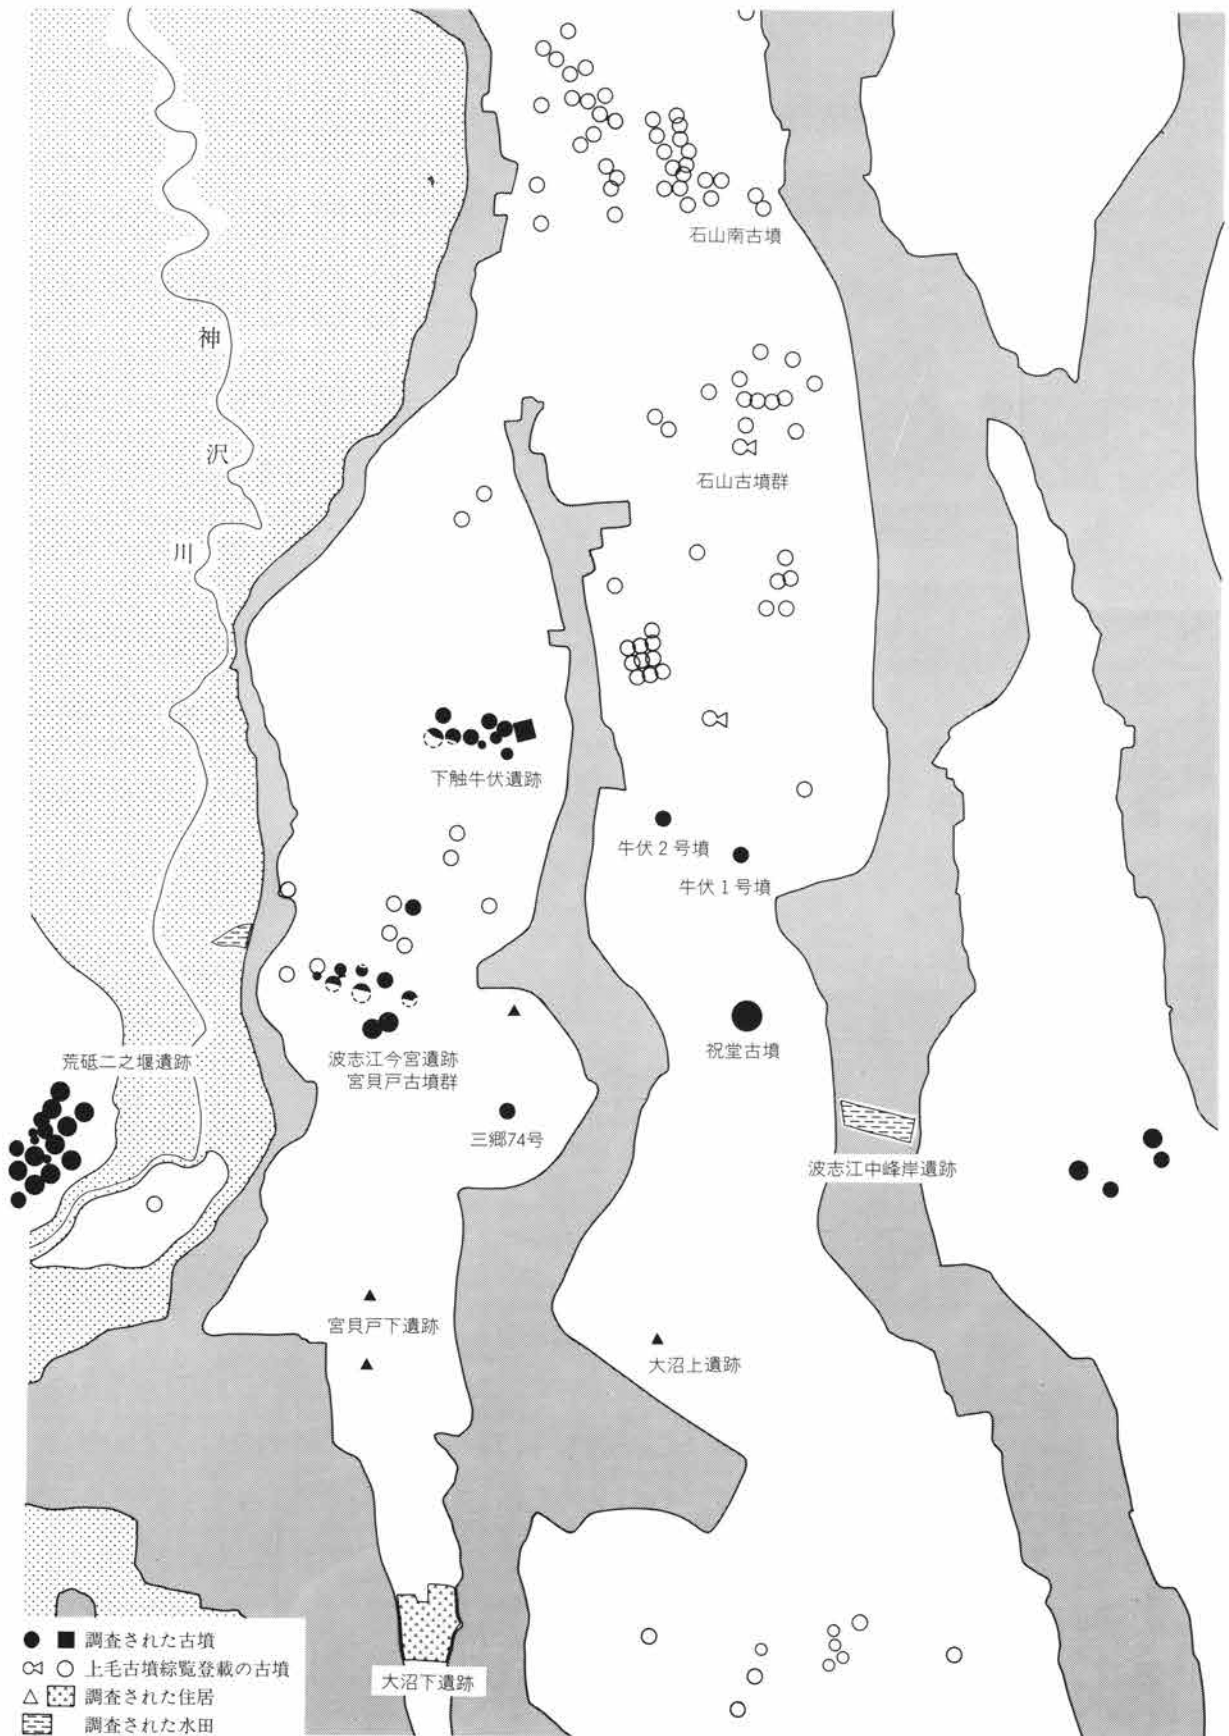 石山南古墳
神
沢
川
石山古墳群
下触牛伏遺跡
牛伏2号墳
牛伏1号墳
荒砥二之堰遺跡
波志江今宮遺跡
宮貝戸古墳群
祝堂古墳
三郷74号
波志江中峰岸遺跡
宮貝戸下遺跡
大沼上遺跡
大沼下遺跡
調査された古墳
上毛古墳綜覧登載の古墳
調査された住居
調査された水田